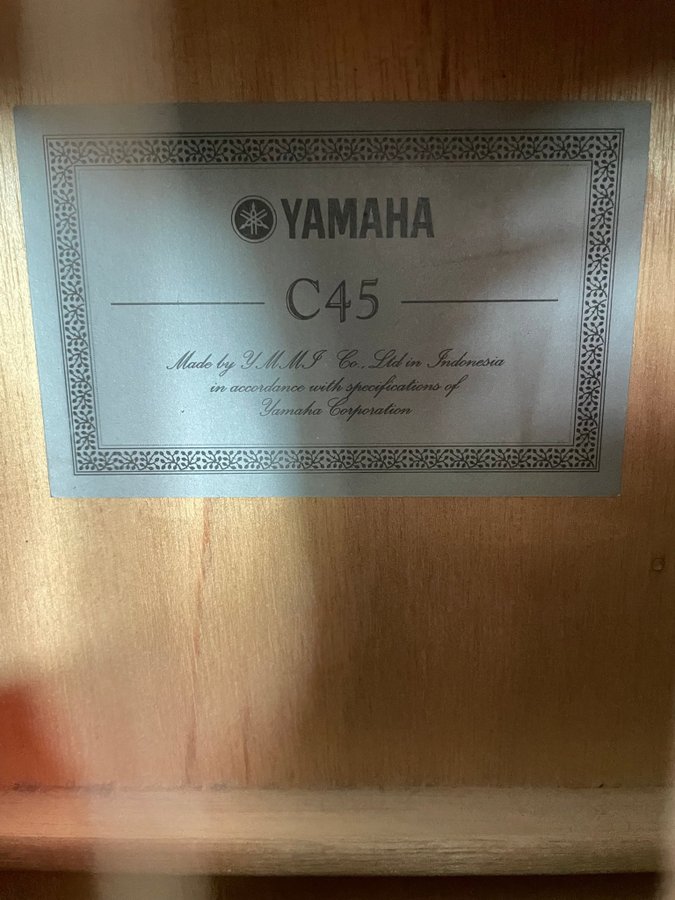 YAMAHA
C45
Made by YMMI Co., Ltd in Indonesia
in accordance with specifications of
Yamaha Corporation